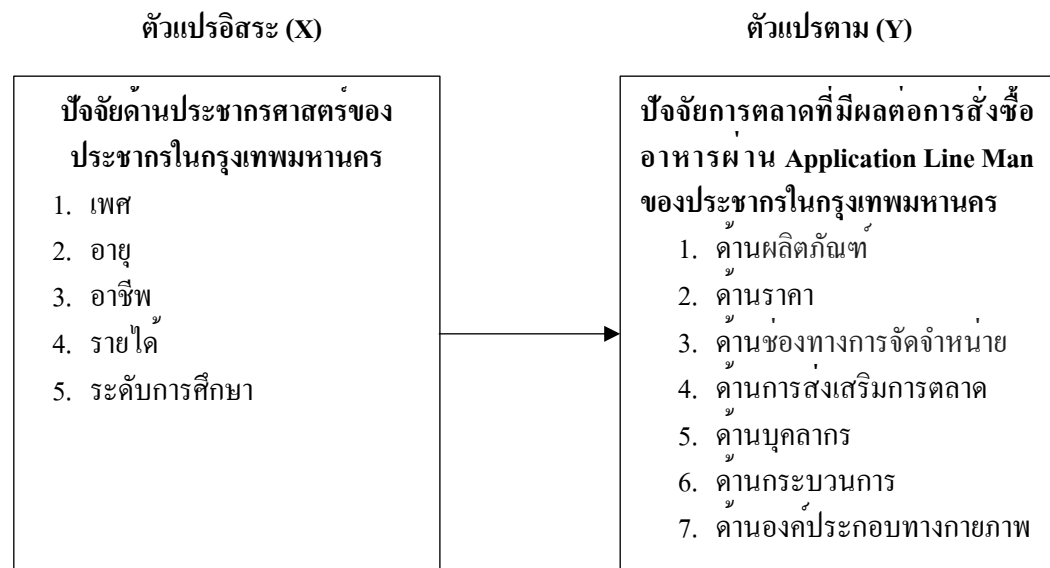 ตัวแปรอิสระ (X)
ปัจจัยด้านประชากรศาสตร์ของ
ประชากรในกรุงเทพมหานคร
1. เพศ
2. อายุ
3. อาชีพ
4. รายได้
5. ระดับการศึกษา
ตัวแปรตาม (Y)
ปัจจัยการตลาดที่มีผลต่อการสั่งซื้อ
อาหารผ่าน Application Line Man
ของประชากรในกรุงเทพมหานคร
1. ด้านผลิตภัณฑ์
2. ด้านราคา
3. ด้านช่องทางการจัดจำหน่าย
4. ด้านการส่งเสริมการตลาด
5. ด้านบุคลากร
6. ด้านกระบวนการ
7. ด้านองค์ประกอบทางกายภาพ